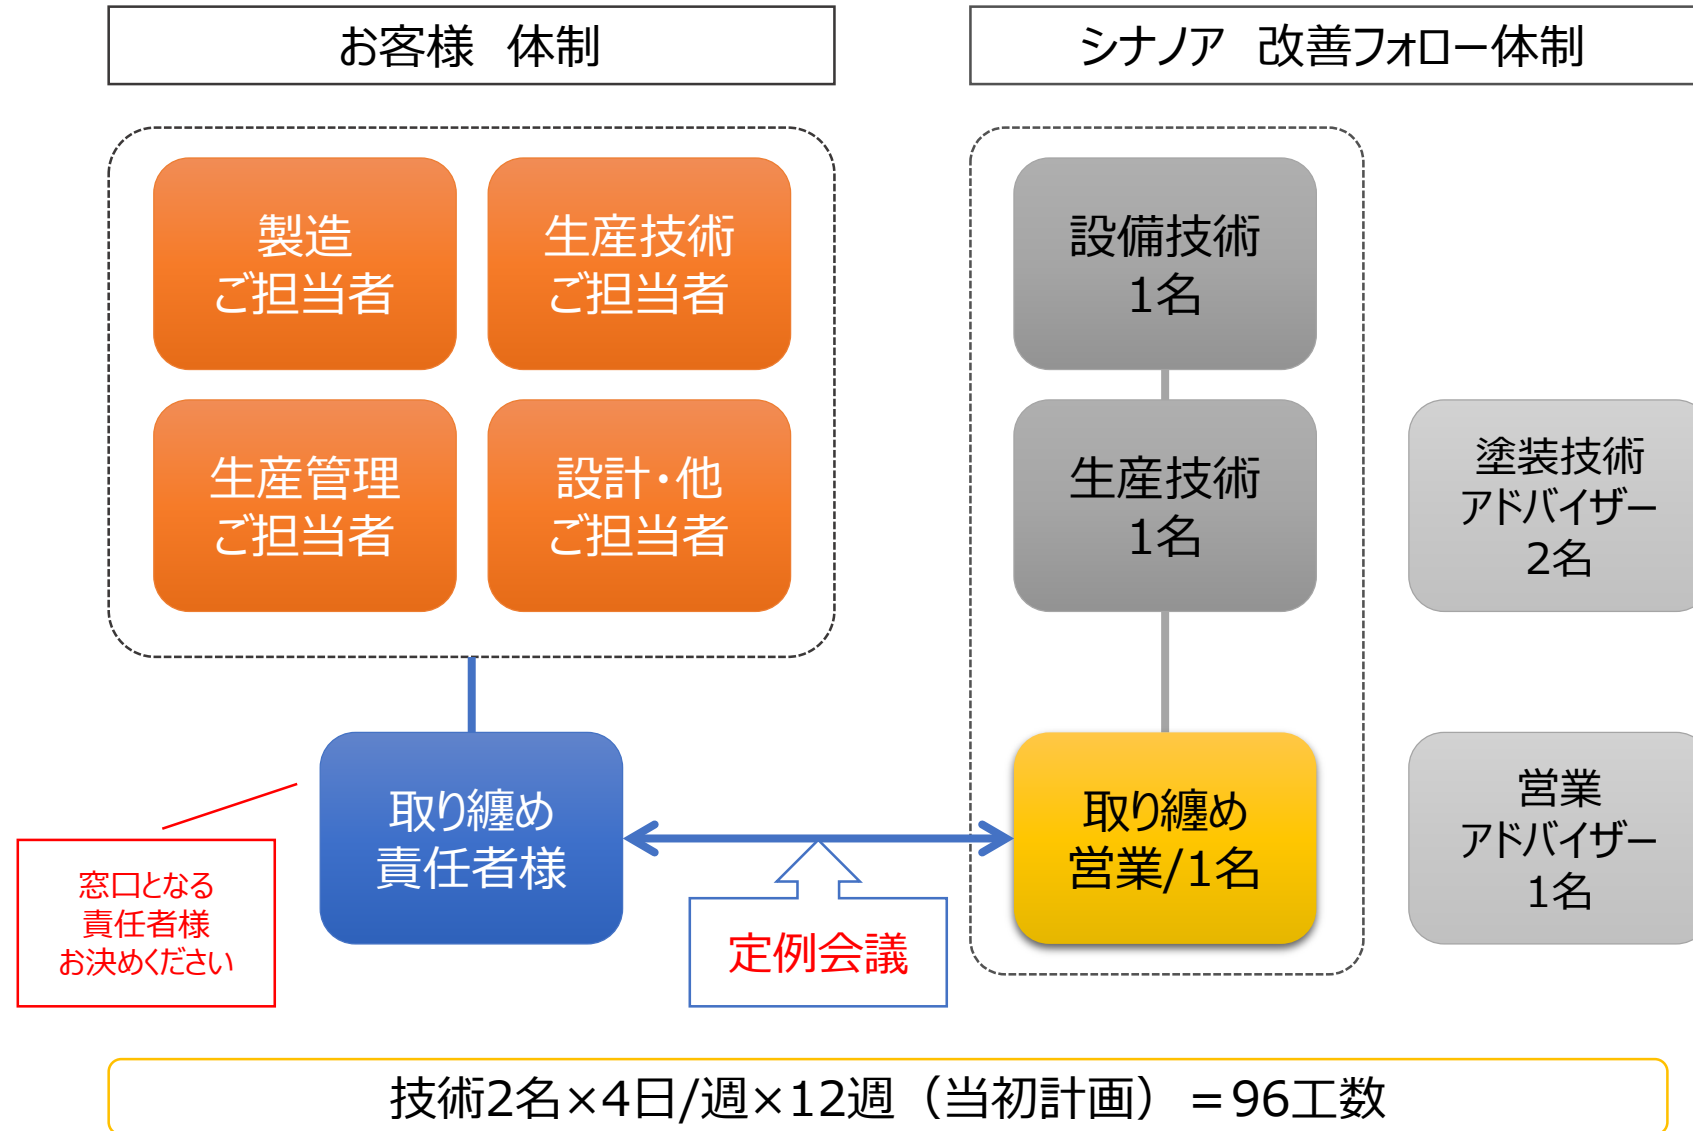 お客様 体制
シナノア 改善フォロー体制
製造
ご担当者
生産技術
ご担当者
生産管理
ご担当者
設計・他
ご担当者
設備技術
1名
生産技術
1名
塗装技術
アドバイザー
2名
取り纏め
責任者様
取り纏め
営業/1名
営業
アドバイザー
1名
窓口となる
責任者様
お決めください
定例会議
技術2名×4日/週×12週（当初計画）＝96工数